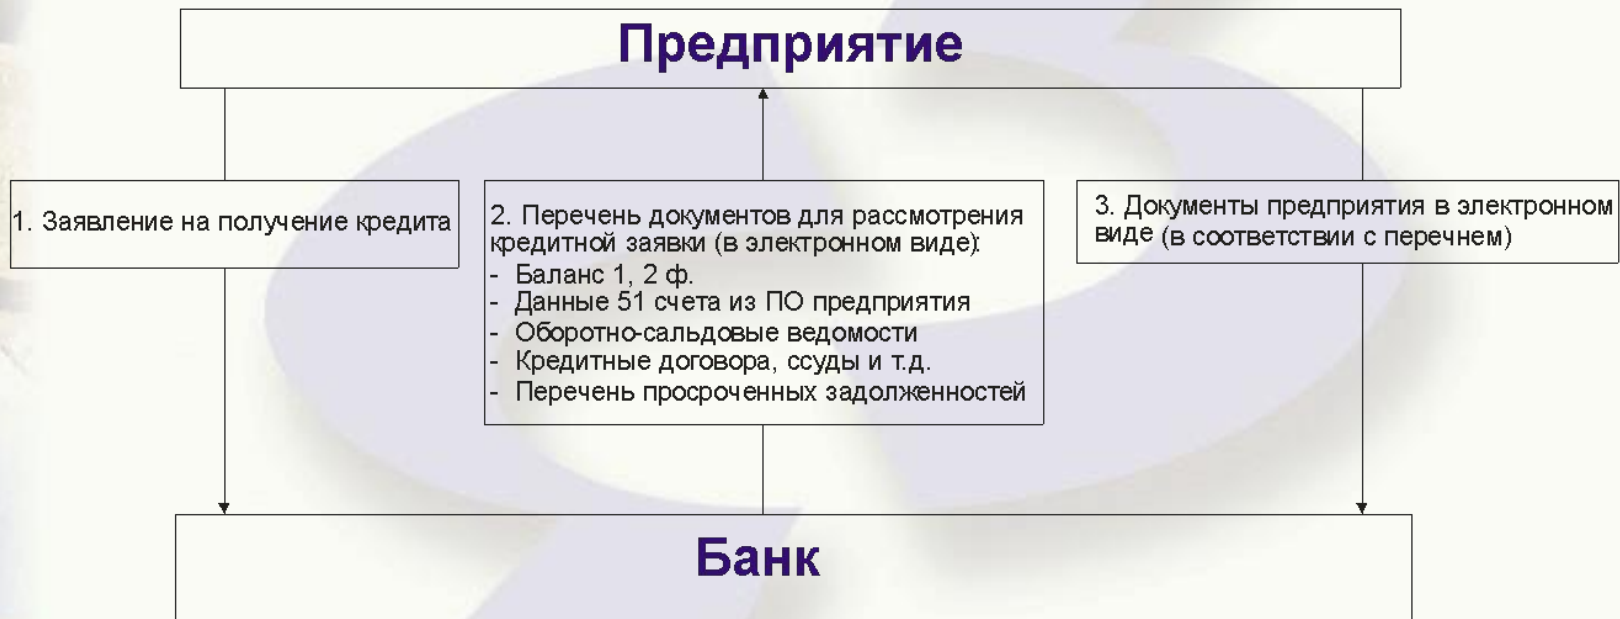 Предприятие
1. Заявление на получение кредита
2. Перечень документов для рассмотрения
кредитной заявки (в электронном виде):
- Баланс 1, 2 ф.
- Данные 51 счета из ПО предприятия
- Оборотно-сальдовые ведомости
- Кредитные договора, ссуды и т.д.
- Перечень просроченных задолженностей
3. Документы предприятия в электронном
виде (в соответствии с перечнем)
Банк